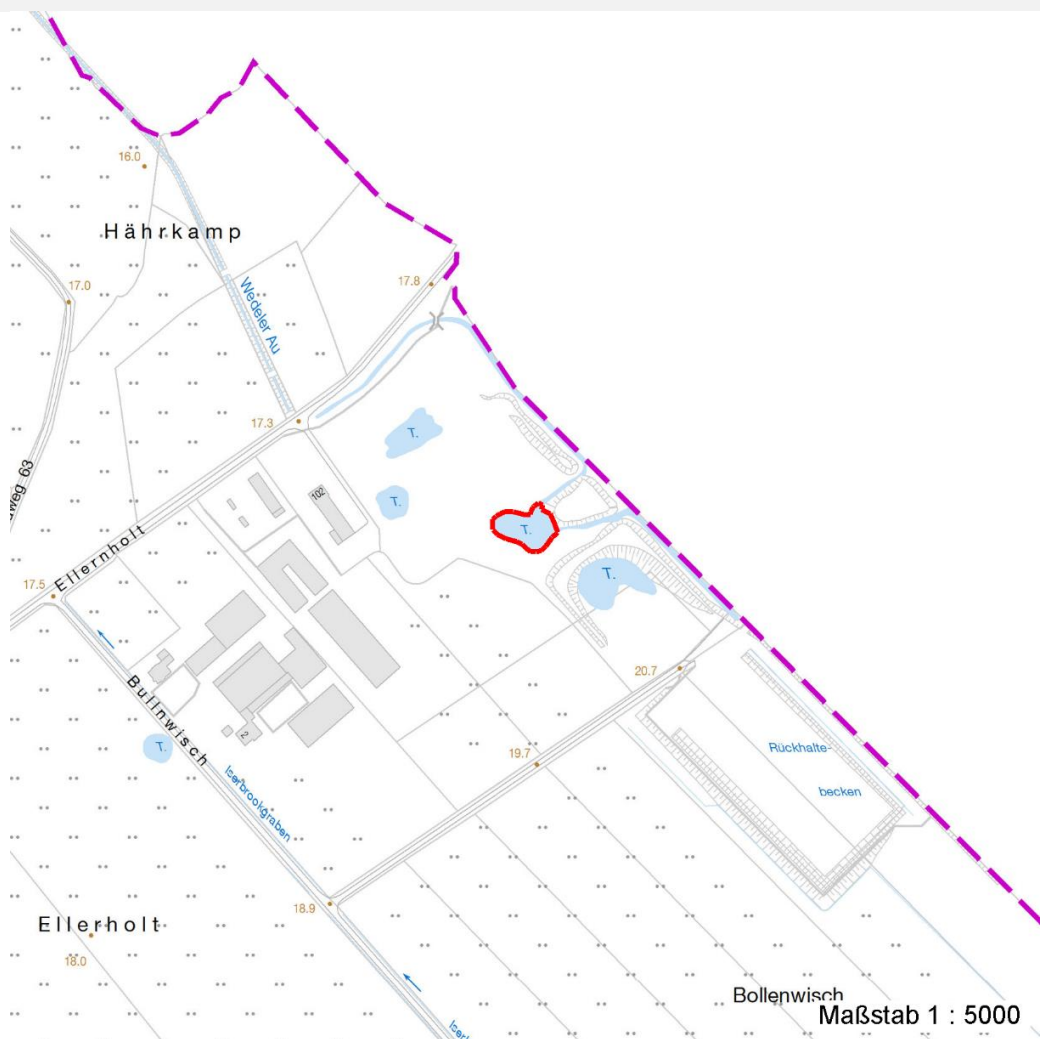 16.0
Hährkamp
17.0
Wedeler Au
17.8
17.3
T.
weg 63
102
T.
T.
Ellernholt
17.5
T.
20.7
Bullnwisch
2
T.
19.7
Rückhalte-
becken
Iserbrookgraben
18.9
Ellerholt
18.0
Bollenwisch
Maßstab 1 : 5000